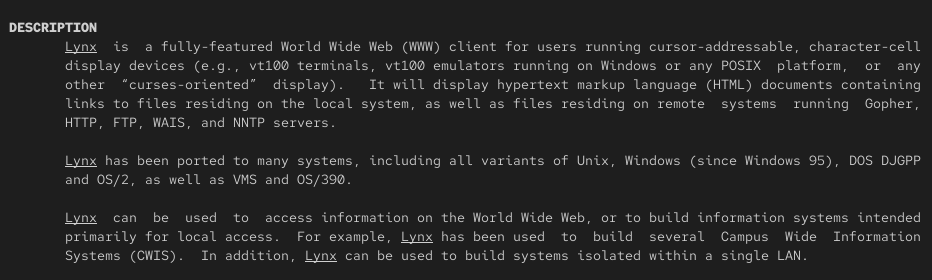 DESCRIPTION
Lynx is a fully-featured World Wide Web (WWW) client for users running cursor-addressable, character-cell
display devices (e.g., vt100 terminals, vt100 emulators running on Windows or any POSIX platform, or any
other “curses-oriented” display). It will display hypertext markup language (HTML) documents containing
links to files residing on the local system, as well as files residing on remote systems running Gopher,
HTTP, FTP, WAIS, and NNTP servers.
Lynx has been ported to many systems, including all variants of Unix, Windows (since Windows 95), DOS DJGPP
and OS/2, as well as VMS and OS/390.
Lynx can be used to access information on the World Wide Web, or to build information systems intended
primarily for local access. For example, Lynx has been used to build several Campus Wide Information
Systems (CWIS). In addition, Lynx can be used to build systems isolated within a single LAN.